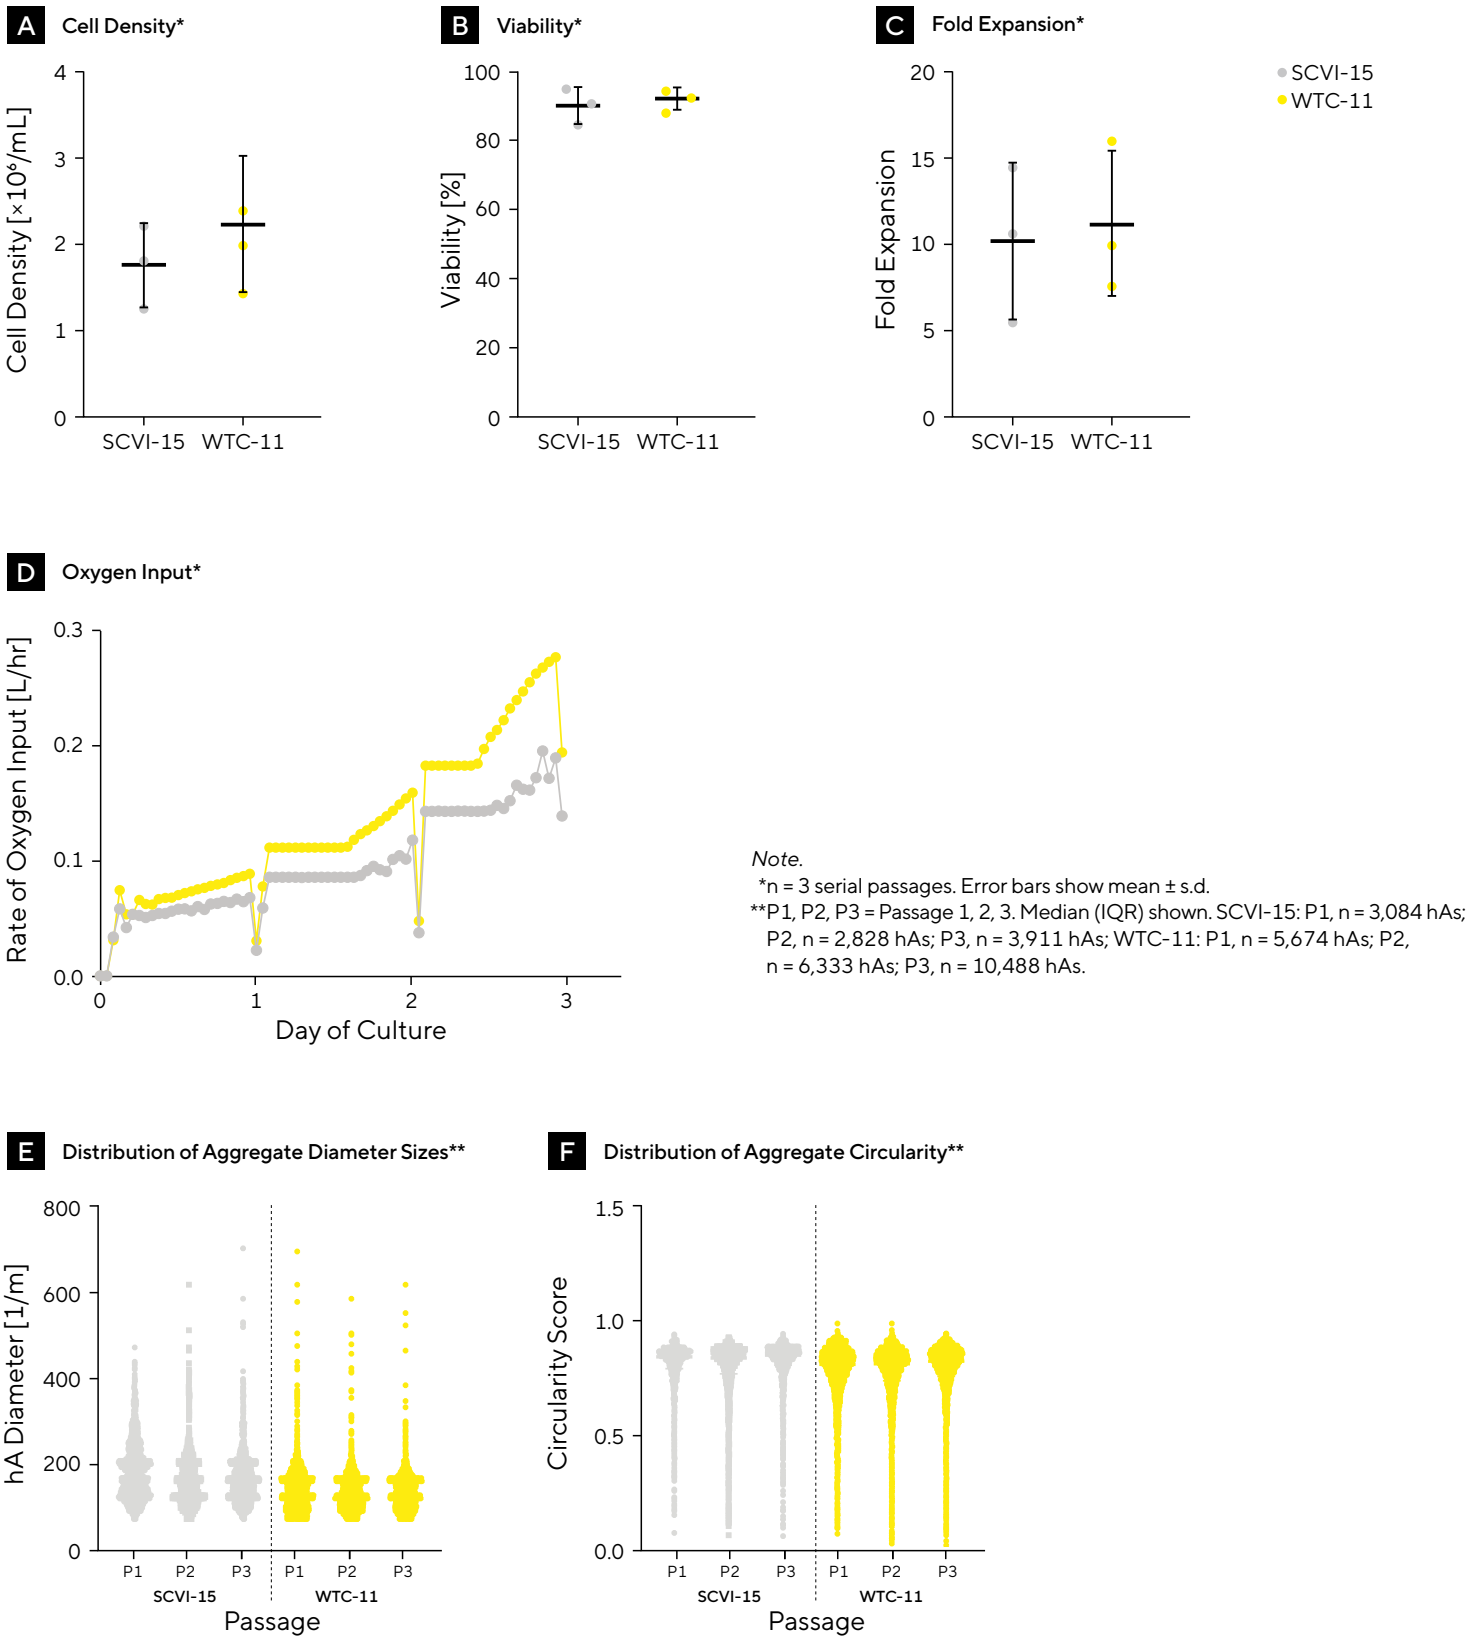 A Cell Density*
Cell Density [×10⁶/mL]
4
3
2
1
0
SCVI-15 WTC-11
B Viability*
Viability [%]
100
80
60
40
20
0
SCVI-15 WTC-11
C Fold Expansion*
Fold Expansion
20
15
10
5
0
SCVI-15 WTC-11
SCVI-15
WTC-11
D Oxygen Input*
Rate of Oxygen Input [L/hr]
0.3
0.2
0.1
0.0
0 1 2 3
Day of Culture
Note.
*n = 3 serial passages. Error bars show mean ± s.d.
**P1, P2, P3 = Passage 1, 2, 3. Median (IQR) shown. SCVI-15: P1, n = 3,084 hAs;
P2, n = 2,828 hAs; P3, n = 3,911 hAs; WTC-11: P1, n = 5,674 hAs; P2,
n = 6,333 hAs; P3, n = 10,488 hAs.
E Distribution of Aggregate Diameter Sizes**
hA Diameter [1/m]
800
600
400
200
0
P1 P2 P3 P1 P2 P3
SCVI-15 WTC-11
Passage
F Distribution of Aggregate Circularity**
Circularity Score
1.5
1.0
0.5
0.0
P1 P2 P3 P1 P2 P3
SCVI-15 WTC-11
Passage